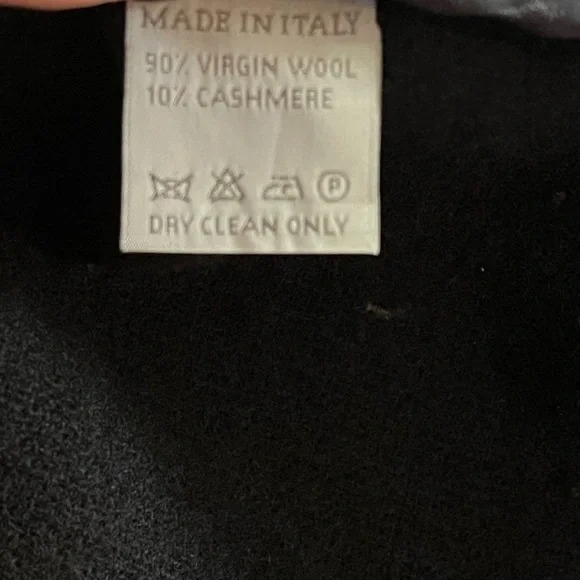 MADE IN ITALY
90% VIRGIN WOOL
10% CASHMERE
P
DRY CLEAN ONLY